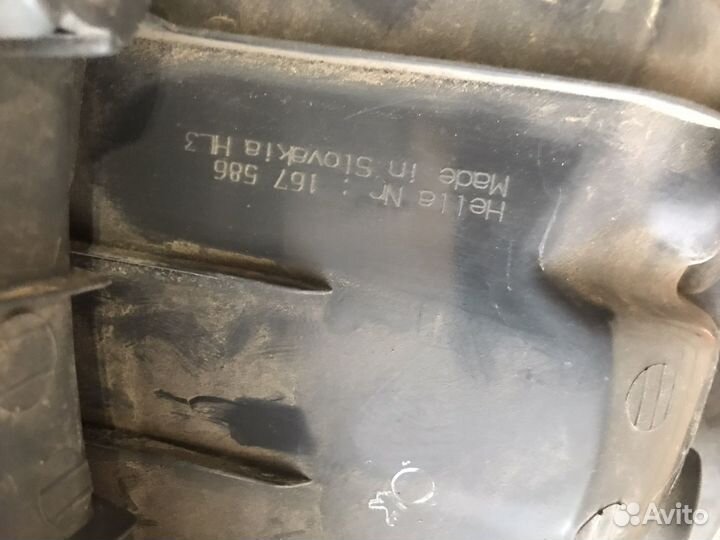 Hella Nr.: 167 586
Made in Slovakia HL3
Avito